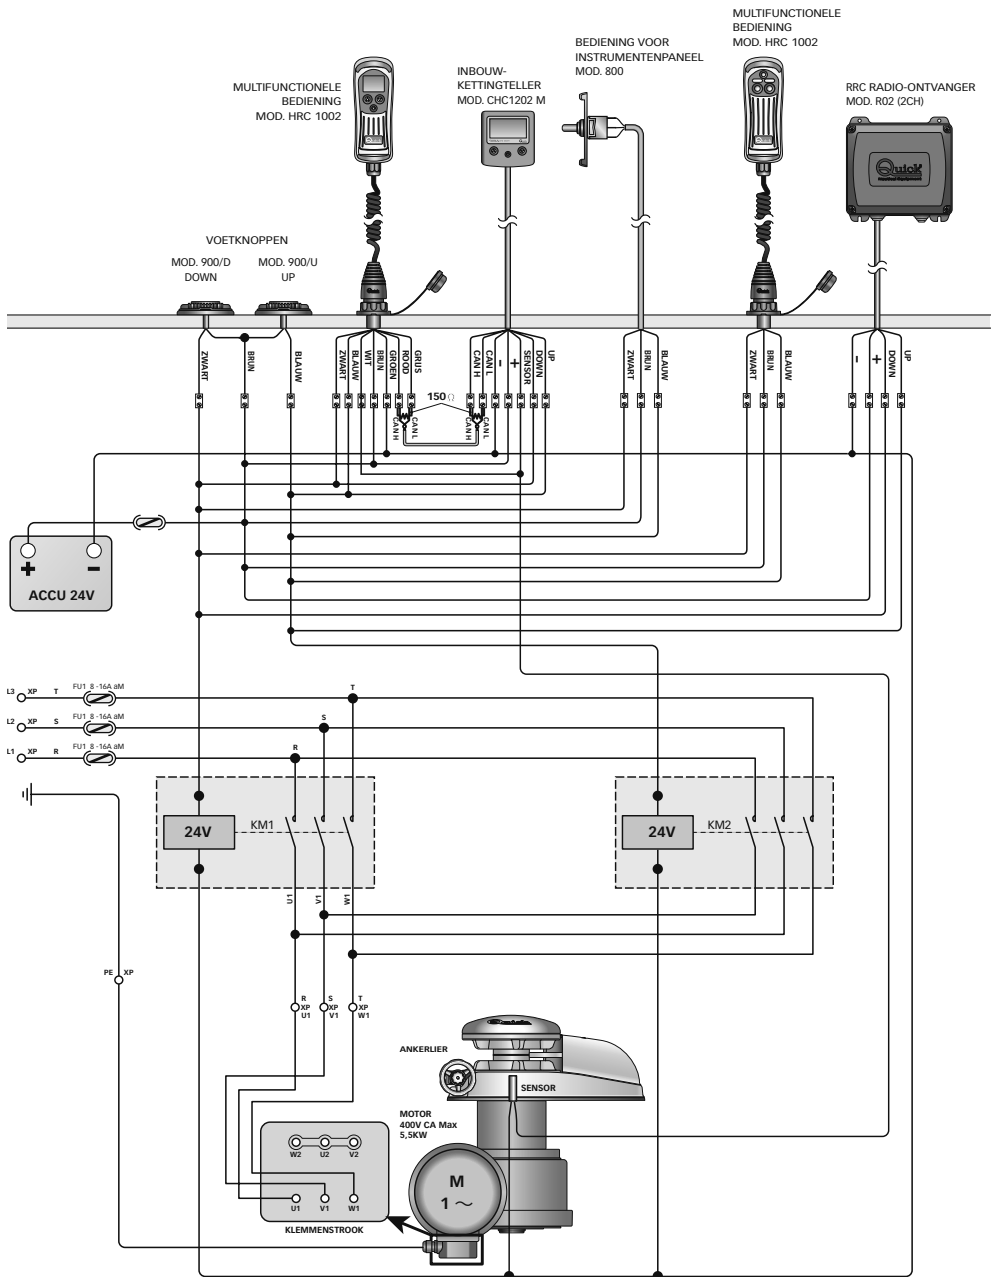 MULTIFUNCTIONELE
BEDIENING
MOD. HRC 1002
BEDIENING VOOR
INSTRUMENTENPANEEL
MOD. 800
INBOUW-
KETTINGTELLER
MOD. CHC1202 M
MULTIFUNCTIONELE
BEDIENING
MOD. HRC 1002
RRC RADIO-ONTVANGER
MOD. R02 (2CH)
Quick
VOETKNOPPEN
MOD. 900/D
DOWN
MOD. 900/U
UP
ZWART
BRUN
BLAUW
ZWART
BLAUW
WIT
BRUN
GROEN
ROOD
GRIJS
CAN H
CAN L
-
+
SENSOR
DOWN
UP
ZWART
BRUN
BLAUW
ZWART
BRUN
BLAUW
-
+
DOWN
UP
150 Ω
CAN H
CAN L
CAN H
CAN L
+ -
ACCU 24V
L3 XP T FU1 8 -16A aM T
L2 XP S FU1 8 -16A aM S
L1 XP R FU1 8 -16A aM R
24V KM1
24V KM2
U1 V1 W1
PE XP
R
XP
U1
S
XP
V1
T
XP
W1
ANKERLIER
SENSOR
MOTOR
400V CA Max
5,5KW
W2 U2 V2
U1 V1 W1
KLEMMENSTROOK
M
1 ~